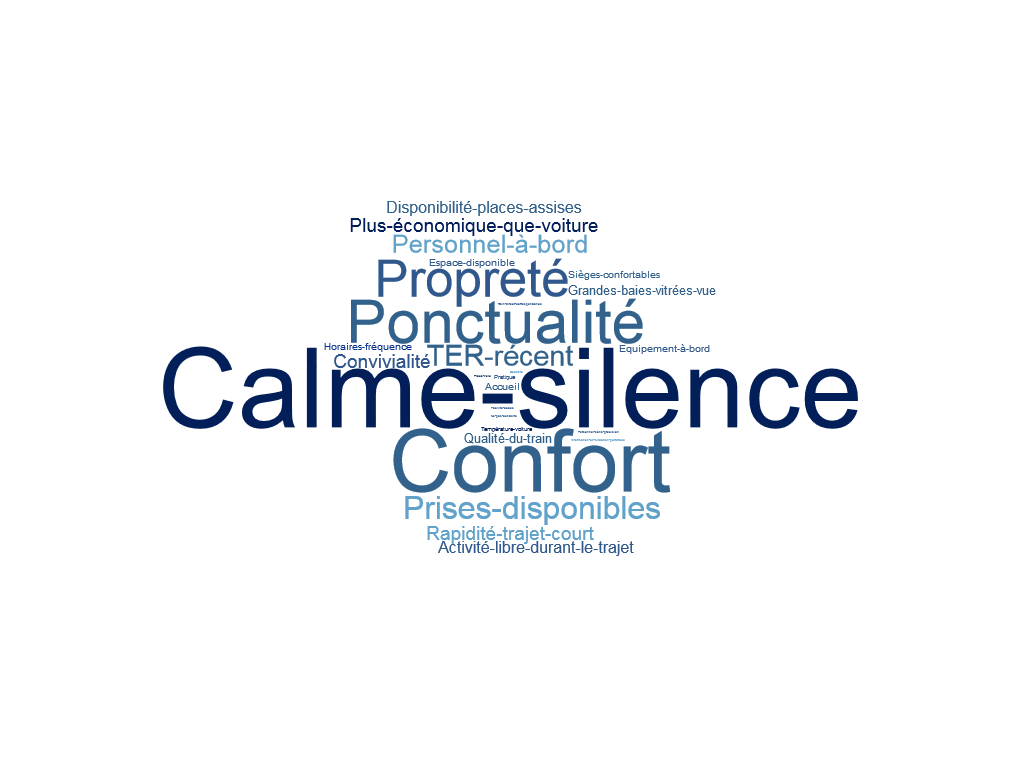 Disponibilité-places-assises
Plus-économique-que-voiture
Personnel-à-bord
Espace-disponible
Propreté
Sièges-confortables
Grandes-baies-vitrées-vue
Ponctualité
Horaires-fréquence
TER-récent
Equipement-à-bord
Convivialité
Pratique
Accueil
Calme-silence
Température-voiture
Qualité-du-train
Confort
Prises-disponibles
Rapidité-trajet-court
Activité-libre-durant-le-trajet